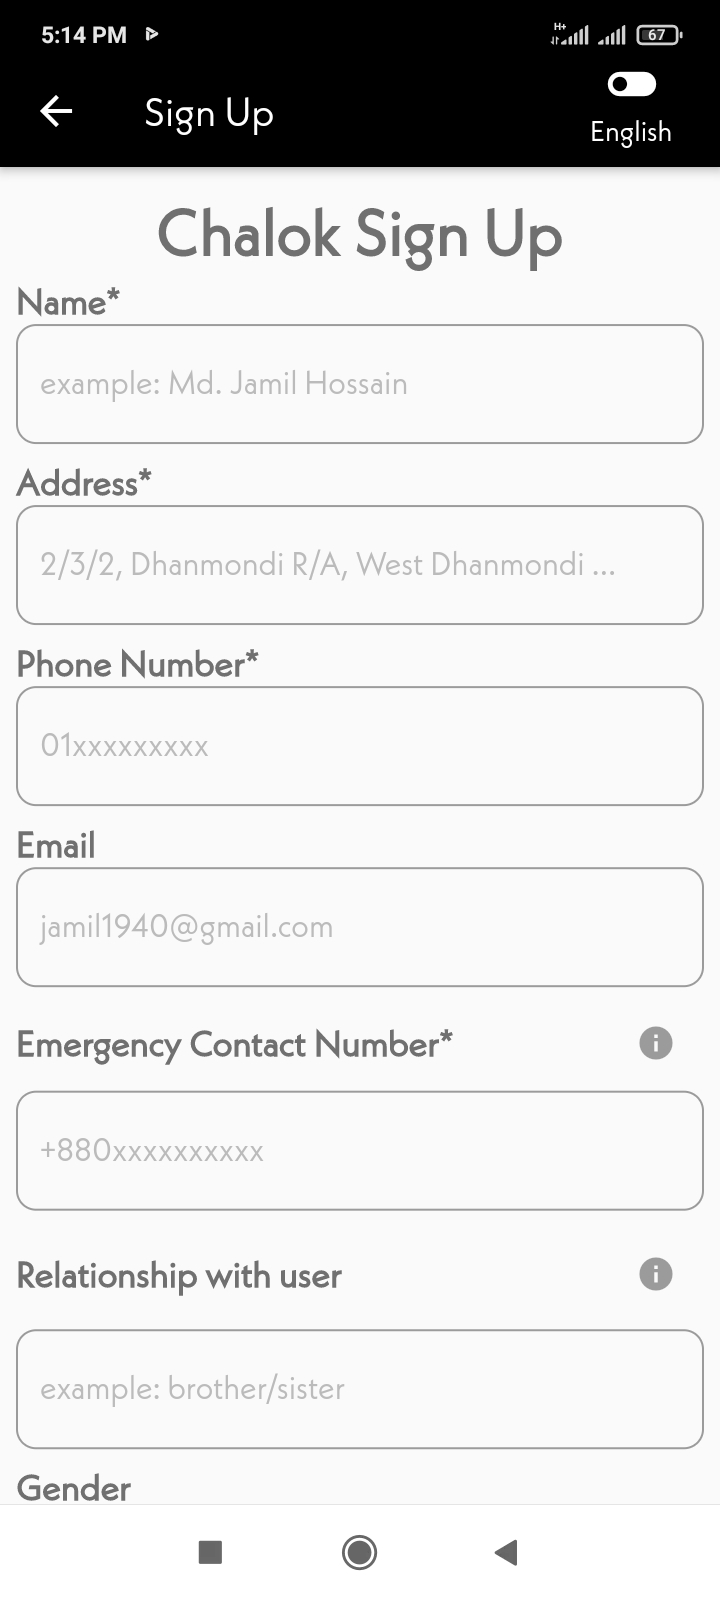 5:14 PM
H+
67
Sign Up
English
Chalok Sign Up
Name*
example: Md. Jamil Hossain
Address*
2/3/2, Dhanmondi R/A, West Dhanmondi ...
Phone Number*
01xxxxxxxxx
Email
jamil1940@gmail.com
Emergency Contact Number*
+880xxxxxxxxxx
Relationship with user
example: brother/sister
Gender